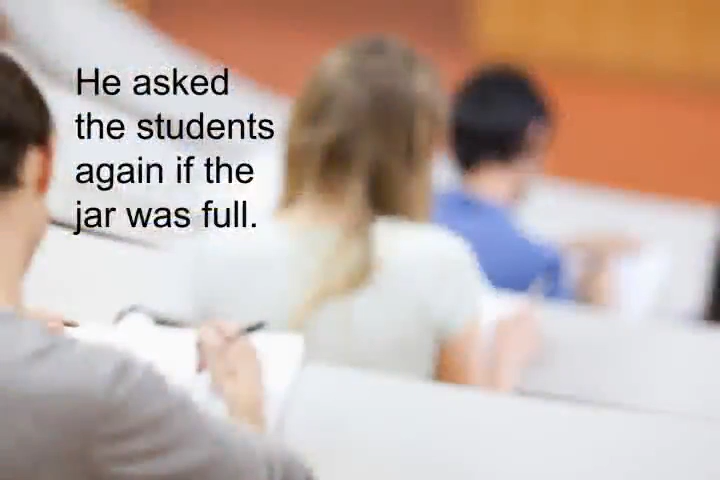 He asked
the students
again if the
jar was full.